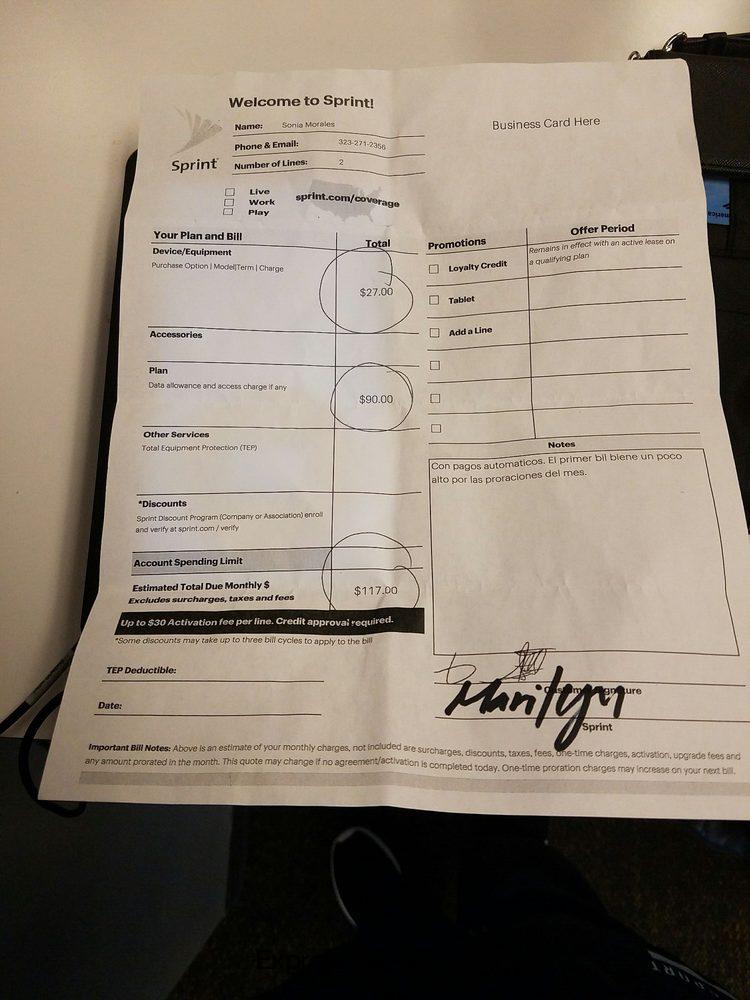 Welcome to Sprint!
Business Card Here
Sprint
Name: Sonia Morales
Phone & Email: 323-271-2356
Number of Lines: 2
Live
Work
Play
sprint.com/coverage
Your Plan and Bill
Total
Device/Equipment
Purchase Option | Model|Term | Charge
$27.00
Accessories
Plan
Data allowance and access charge if any
$90.00
Other Services
Total Equipment Protection (TEP)
*Discounts
Sprint Discount Program (Company or Association) enroll
and verify at sprint.com / verify
Account Spending Limit
Estimated Total Due Monthly $
Excludes surcharges, taxes and fees
$117.00
Up to $30 Activation fee per line. Credit approval required.
*Some discounts may take up to three bill cycles to apply to the bill
TEP Deductible:
Date:
Promotions
Offer Period
Loyalty Credit
Remains in effect with an active lease on
a qualifying plan
Tablet
Add a Line
Notes
Con pagos automaticos. El primer bil biene un poco
alto por las proraciones del mes.
Customer Signature
Marilyn
Sprint
Important Bill Notes: Above is an estimate of your monthly charges, not included are surcharges, discounts, taxes, fees, one-time charges, activation, upgrade fees and
any amount prorated in the month. This quote may change if no agreement/activation is completed today. One-time proration charges may increase on your next bill.